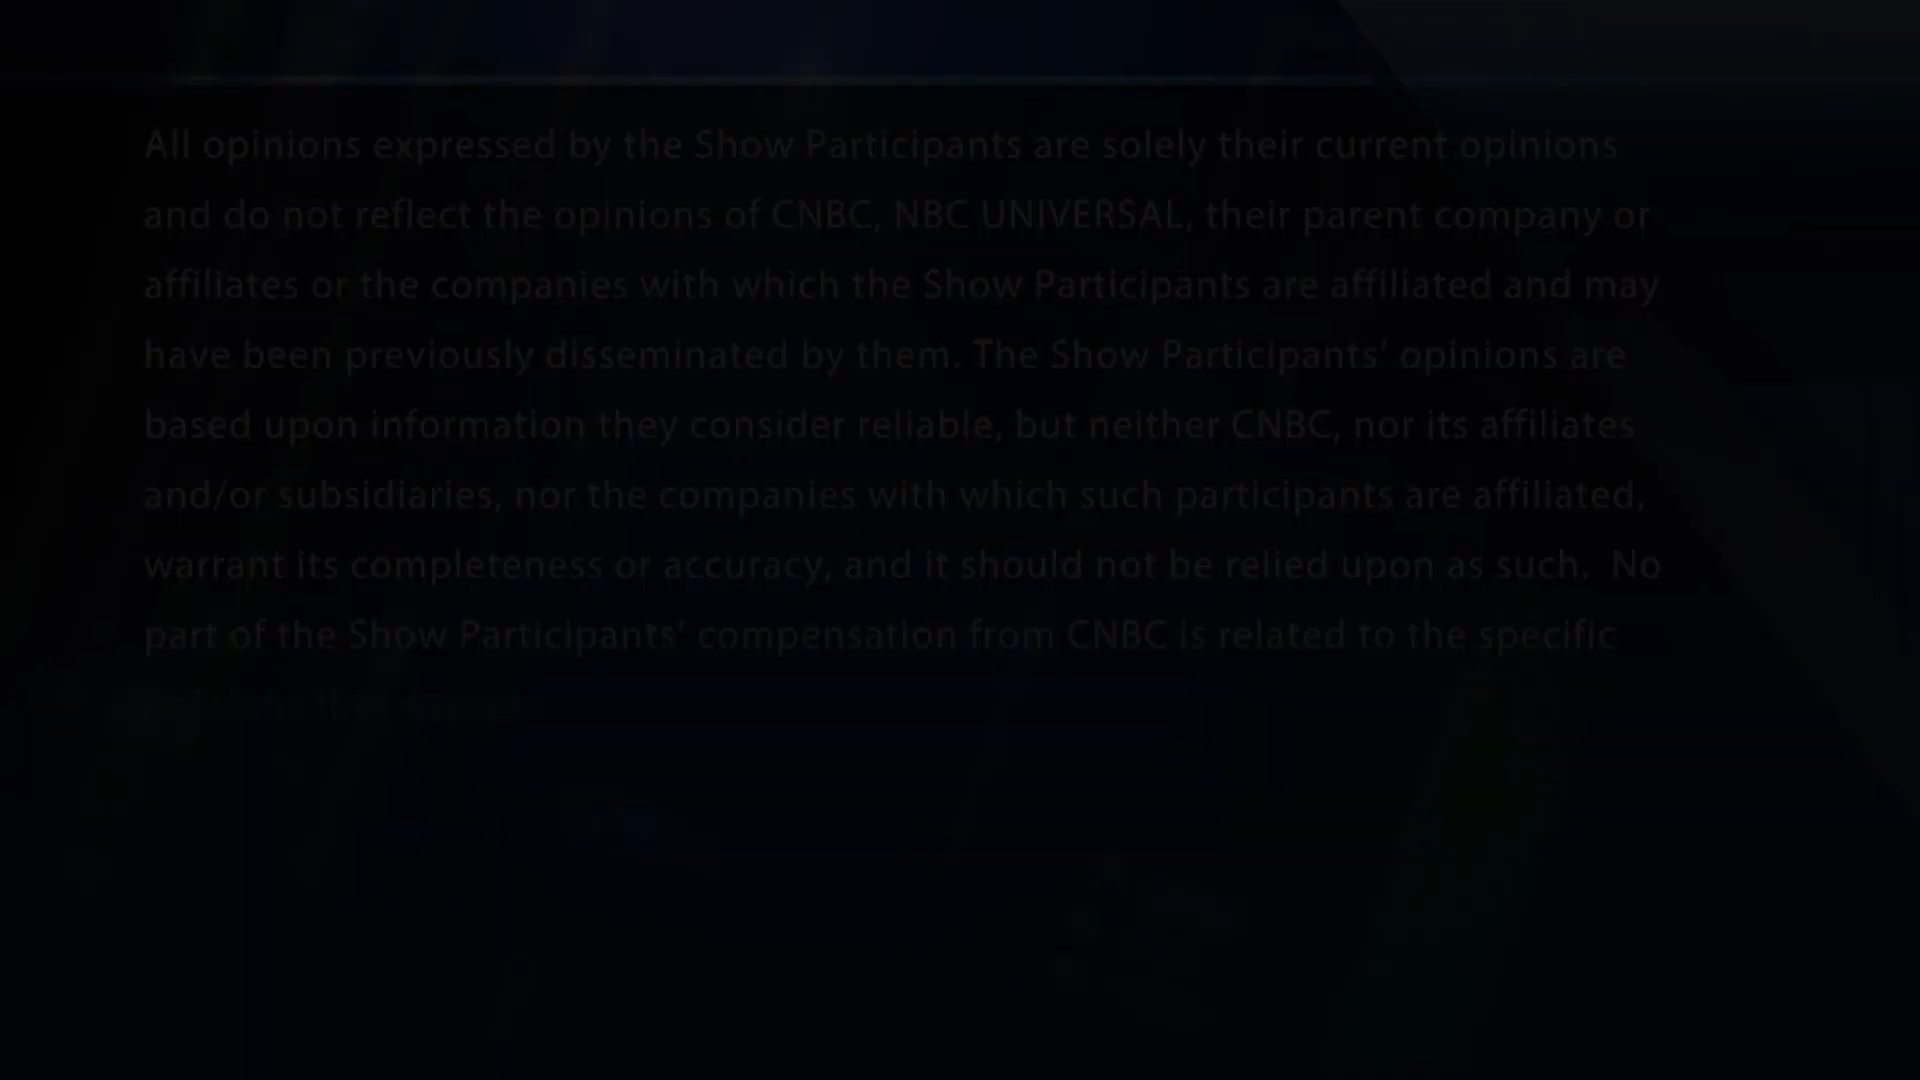 All opinions expressed by the Show Participants are solely their current opinions
and do not reflect the opinions of CNBC, NBC UNIVERSAL, their parent company or
affiliates or the companies with which the Show Participants are affiliated and may
have been previously disseminated by them. The Show Participants’ opinions are
based upon information they consider reliable, but neither CNBC, nor its affiliates
and/or subsidiaries, nor the companies with which such participants are affiliated,
warrant its completeness or accuracy, and it should not be relied upon as such.  No
part of the Show Participants’ compensation from CNBC is related to the specific
opinions they